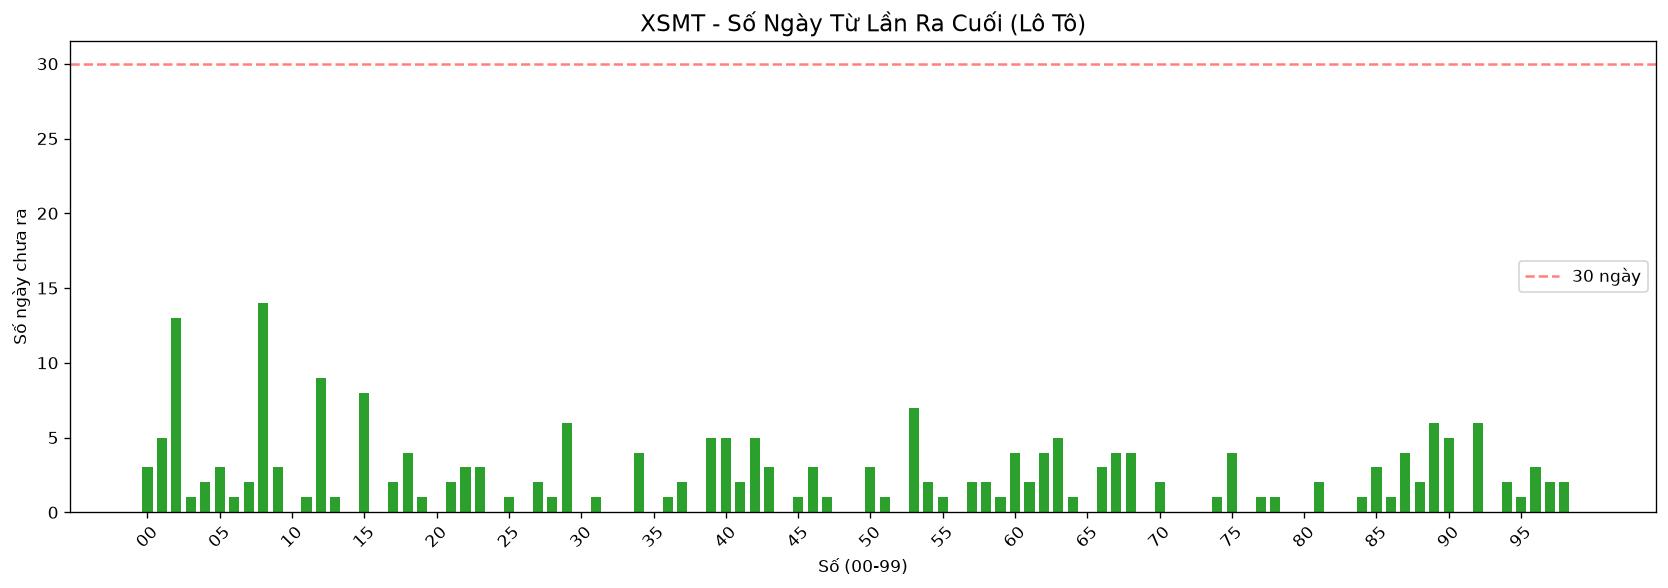 XSMT - Số Ngày Từ Lần Ra Cuối (Lô Tô)
Số ngày chưa ra
30
25
20
15
10
5
0
30 ngày
00 05 10 15 20 25 30 35 40 45 50 55 60 65 70 75 80 85 90 95
Số (00-99)